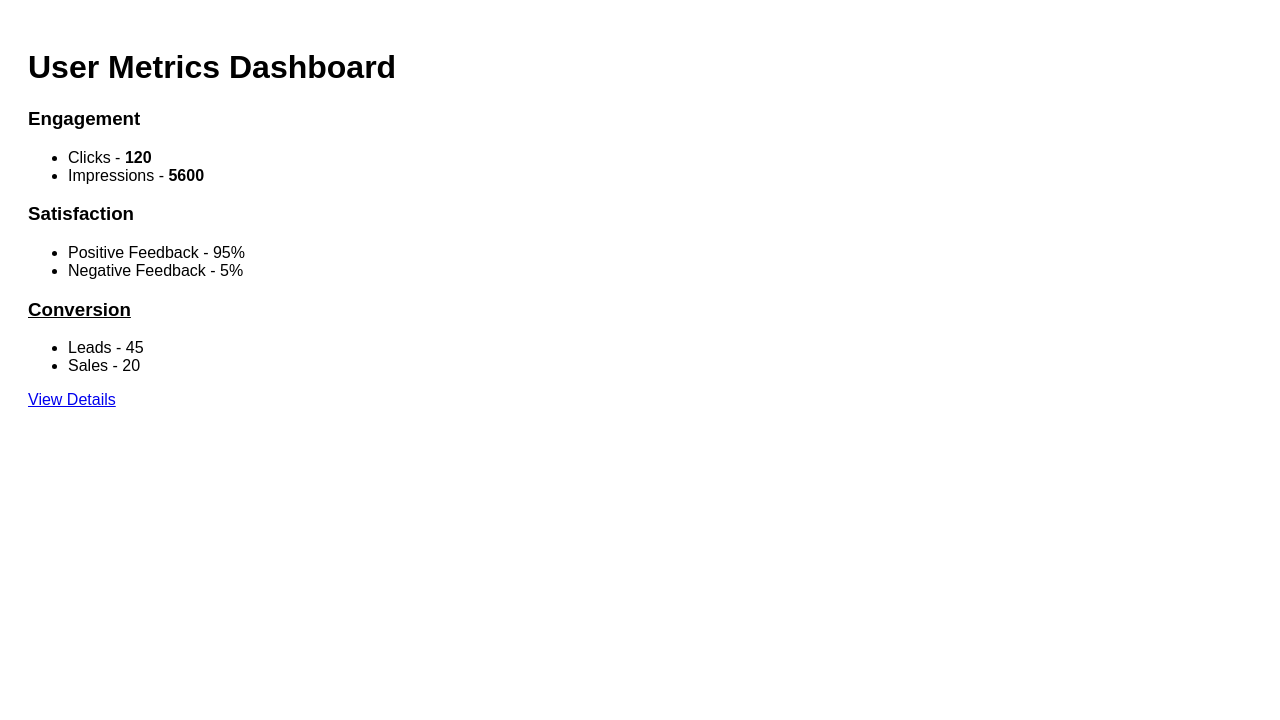 User Metrics Dashboard
Engagement
Clicks - 120
Impressions - 5600
Satisfaction
Positive Feedback - 95%
Negative Feedback - 5%
Conversion
Leads - 45
Sales - 20
View Details